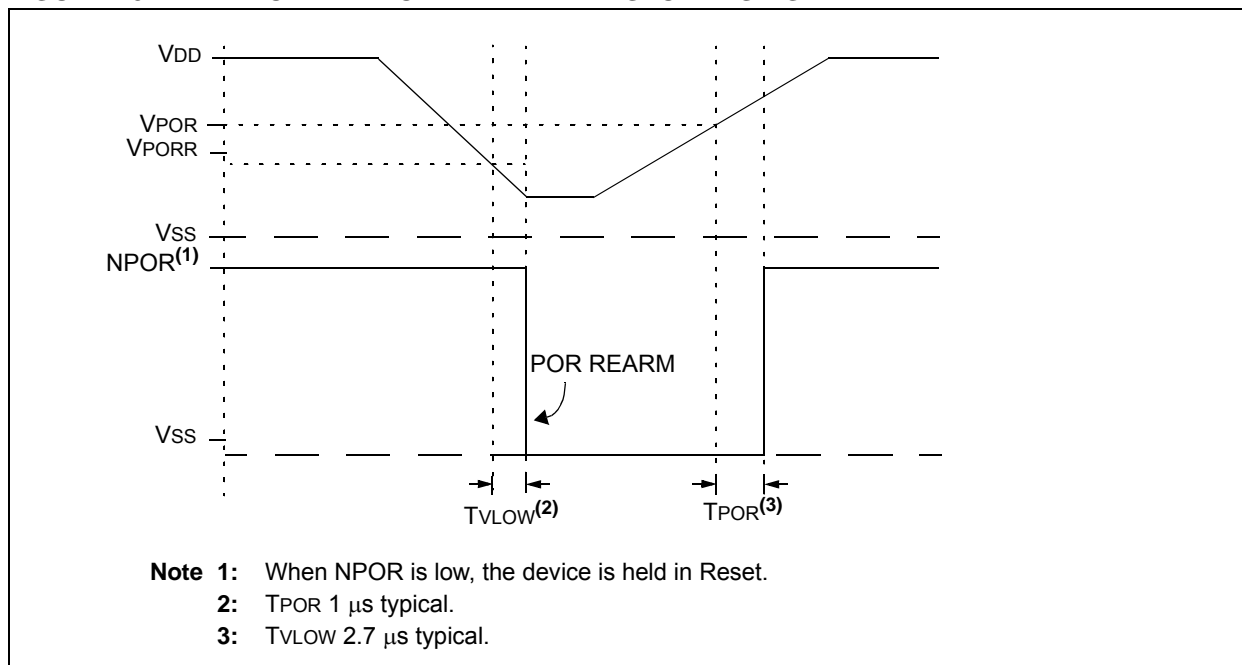 VDD
VPOR
VPORR
VSS
NPOR(1)
POR REARM
VSS
TVLOW(2)
TPOR(3)
Note 1: When NPOR is low, the device is held in Reset.
2: TPOR 1 μs typical.
3: TVLOW 2.7 μs typical.